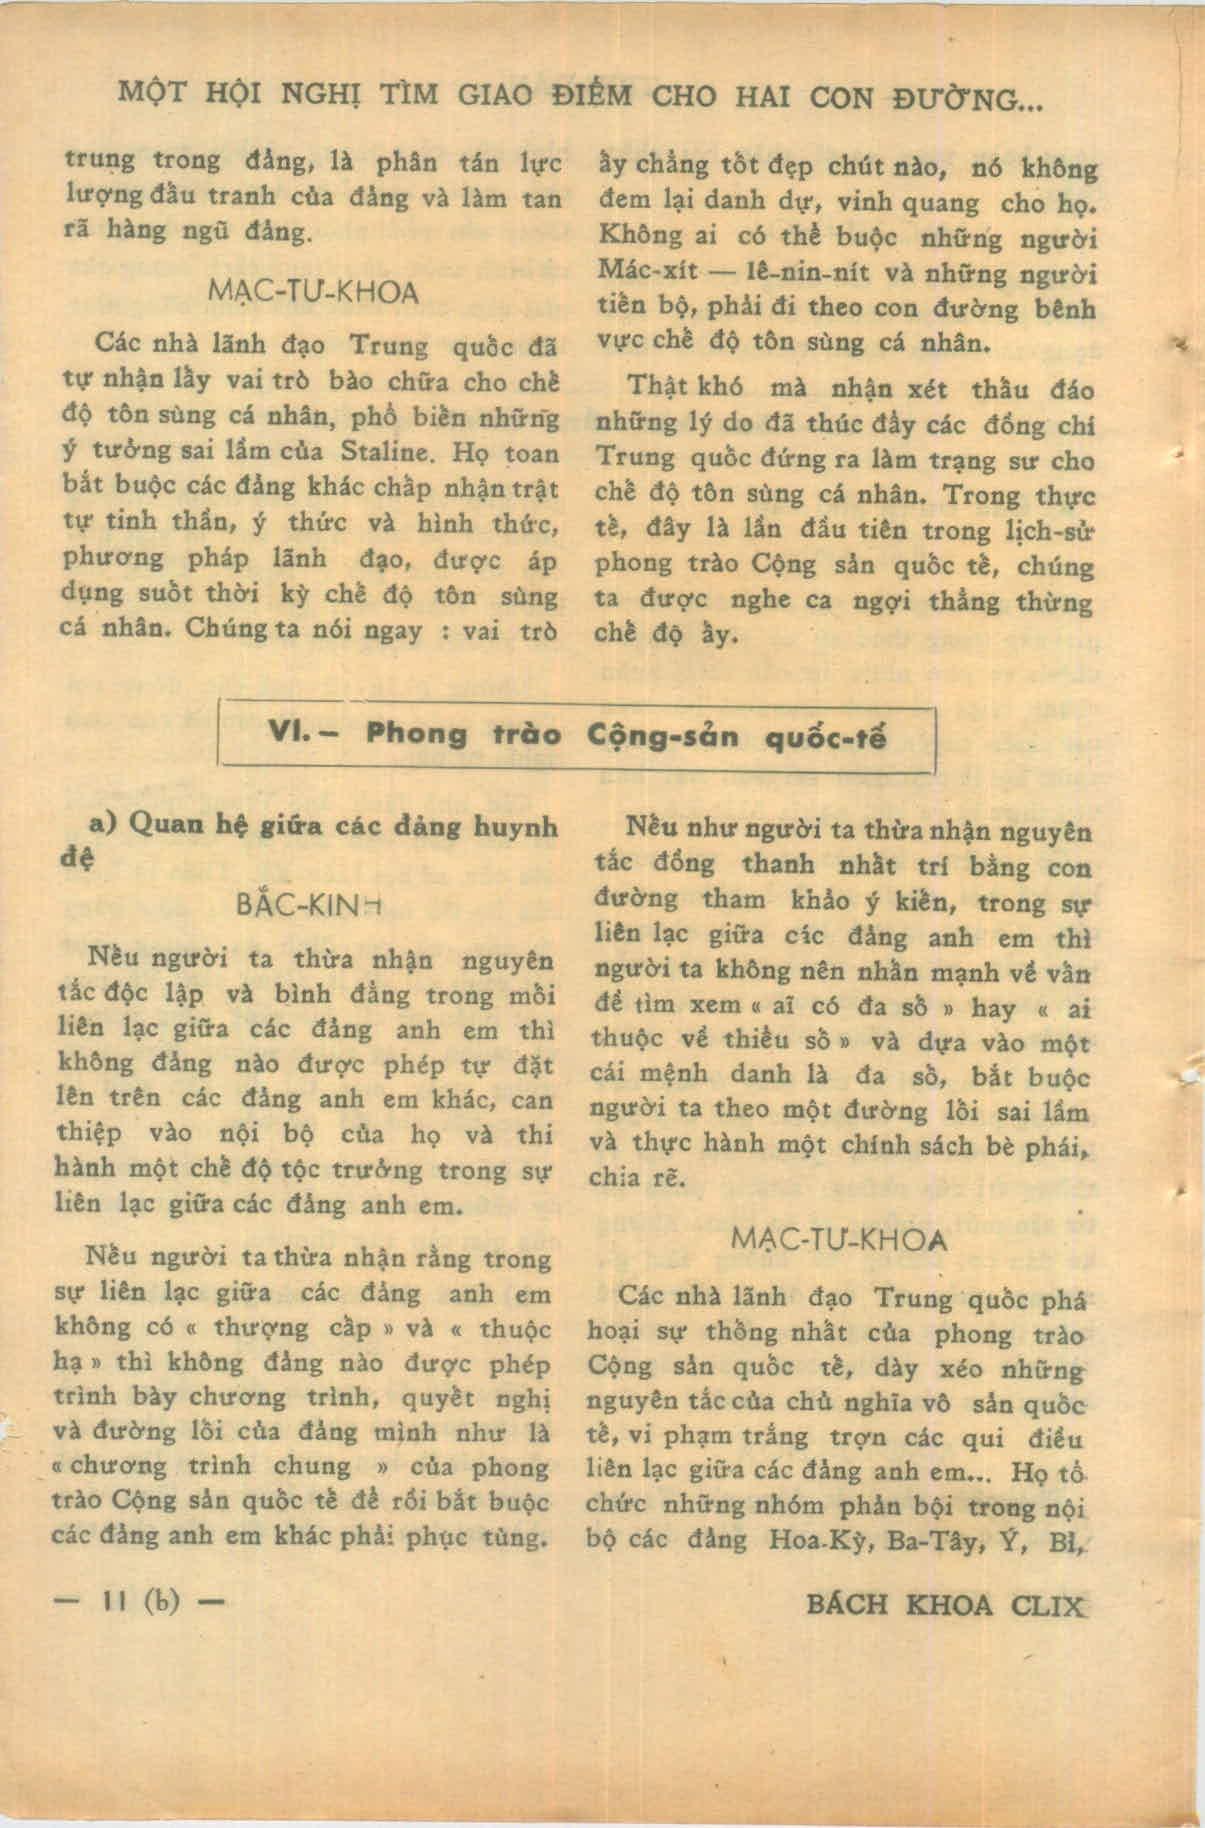 MỘT HỘI NGHỊ TÌM GIAO ĐIỂM CHO HAI CON ĐƯỜNG...
trung trong đảng, là phân tán lực
lượng đấu tranh của đảng và làm tan
rã hàng ngũ đảng.
MẠC-TƯ-KHOA
Các nhà lãnh đạo Trung quốc đã
tự nhận lấy vai trò bào chữa cho chế
độ tôn sùng cá nhân, phổ biến những
ý tưởng sai lầm của Staline. Họ toan
bắt buộc các đảng khác chấp nhận trật
tự tinh thần, ý thức và hình thức,
phương pháp lãnh đạo, được áp
dụng suốt thời kỳ chế độ tôn sùng
cá nhân. Chúng ta nói ngay : vai trò
ấy chẳng tốt đẹp chút nào, nó không
đem lại danh dự, vinh quang cho họ.
Không ai có thể buộc những người
Mác-xít — lê-nin-nít và những người
tiến bộ, phải đi theo con đường bênh
vực chế độ tôn sùng cá nhân.
Thật khó mà nhận xét thấu đáo
những lý do đã thúc đẩy các đồng chí
Trung quốc đứng ra làm trạng sư cho
chế độ tôn sùng cá nhân. Trong thực
tế, đây là lần đầu tiên trong lịch-sử
phong trào Cộng sản quốc tế, chúng
ta được nghe ca ngợi thẳng thừng
chế độ ấy.
VI.— Phong trào Cộng-sản quốc-tế
a) Quan hệ giữa các đảng huynh
đệ
BẮC-KINH
Nếu người ta thừa nhận nguyên
tắc độc lập và bình đẳng trong mối
liên lạc giữa các đảng anh em thì
không đảng nào được phép tự đặt
lên trên các đảng anh em khác, can
thiệp vào nội bộ của họ và thi
hành một chế độ tộc trưởng trong sự
liên lạc giữa các đảng anh em.
Nếu người ta thừa nhận rằng trong
sự liên lạc giữa các đảng anh em
không có « thượng cấp » và « thuộc
hạ » thì không đảng nào được phép
trình bày chương trình, quyết nghị
và đường lối của đảng mình như là
« chương trình chung » của phong
trào Cộng sản quốc tế để rồi bắt buộc
các đảng anh em khác phải phục tùng.
Nếu như người ta thừa nhận nguyên
tắc đồng thanh nhất trí bằng con
đường tham khảo ý kiến, trong sự
liên lạc giữa các đảng anh em thì
người ta không nên nhấn mạnh về vấn
đề tìm xem « aĩ có đa số » hay « ai
thuộc về thiểu số » và dựa vào một
cái mệnh danh là đa số, bắt buộc
người ta theo một đường lối sai lầm
và thực hành một chính sách bè phái,
chia rẽ.
MẠC-TƯ-KHOA
Các nhà lãnh đạo Trung quốc phá
hoại sự thống nhất của phong trào
Cộng sản quốc tế, dày xéo những
nguyên tắc của chủ nghĩa vô sản quốc
tế, vi phạm trắng trợn các qui điều
liên lạc giữa các đảng anh em... Họ tổ
chức những nhóm phản bội trong nội
bộ các đảng Hoa-Kỳ, Ba-Tây, Ý, Bỉ,
— 11 (b) —
BÁCH KHOA CLIX